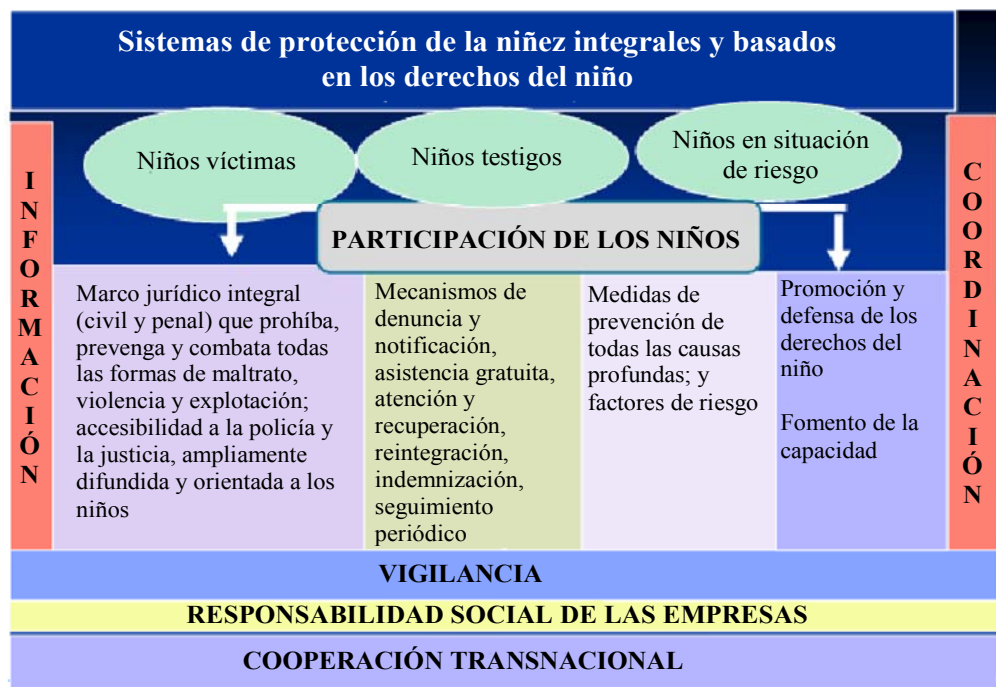 Sistemas de protección de la niñez integrales y basados
en los derechos del niño
Niños víctimas
Niños testigos
Niños en situación
de riesgo
INFORMACIÓN
COORDINACIÓN
PARTICIPACIÓN DE LOS NIÑOS
Marco jurídico integral
(civil y penal) que prohíba,
prevenga y combata todas
las formas de maltrato,
violencia y explotación;
accesibilidad a la policía y
la justicia, ampliamente
difundida y orientada a los
niños
Mecanismos de
denuncia y
notificación,
asistencia gratuita,
atención y
recuperación,
reintegración,
indemnización,
seguimiento
periódico
Medidas de
prevención de
todas las causas
profundas; y
factores de riesgo
Promoción y
defensa de los
derechos del
niño
Fomento de la
capacidad
VIGILANCIA
RESPONSABILIDAD SOCIAL DE LAS EMPRESAS
COOPERACIÓN TRANSNACIONAL